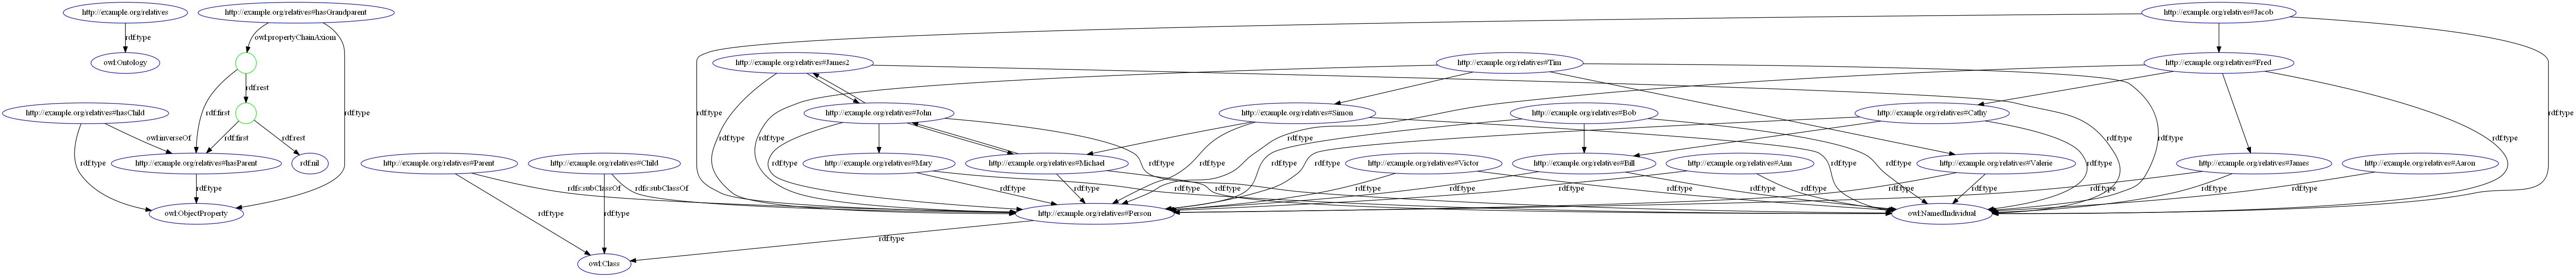 http://example.org/relatives
http://example.org/relatives#hasGrandparent
http://example.org/relatives#Jacob
rdf:type
owl:propertyChainAxiom
owl:Ontology
http://example.org/relatives#James2
http://example.org/relatives#Tim
http://example.org/relatives#Fred
rdf:rest
http://example.org/relatives#hasChild
rdf:first
rdf:type
rdf:type
http://example.org/relatives#John
http://example.org/relatives#Simon
http://example.org/relatives#Bob
http://example.org/relatives#Cathy
rdf:type
owl:inverseOf
rdf:first
rdf:rest
rdf:type
rdf:type
rdf:type
rdf:type
rdf:type
rdf:type
rdf:type
http://example.org/relatives#hasParent
rdf:nil
http://example.org/relatives#Parent
http://example.org/relatives#Child
rdf:type
rdf:type
http://example.org/relatives#Mary
http://example.org/relatives#Michael
rdf:type
rdf:type
http://example.org/relatives#Victor
http://example.org/relatives#Bill
http://example.org/relatives#Ann
http://example.org/relatives#Valerie
rdf:type
http://example.org/relatives#James
http://example.org/relatives#Aaron
rdf:type
rdf:type
rdfs:subClassOf
rdfs:subClassOf
rdf:type
rdf:type
rdf:type
rdf:type
rdf:type
rdf:type
rdf:type
rdf:type
rdf:type
rdf:type
rdf:type
rdf:type
rdf:type
rdf:type
owl:ObjectProperty
rdf:type
rdf:type
http://example.org/relatives#Person
owl:NamedIndividual
rdf:type
owl:Class